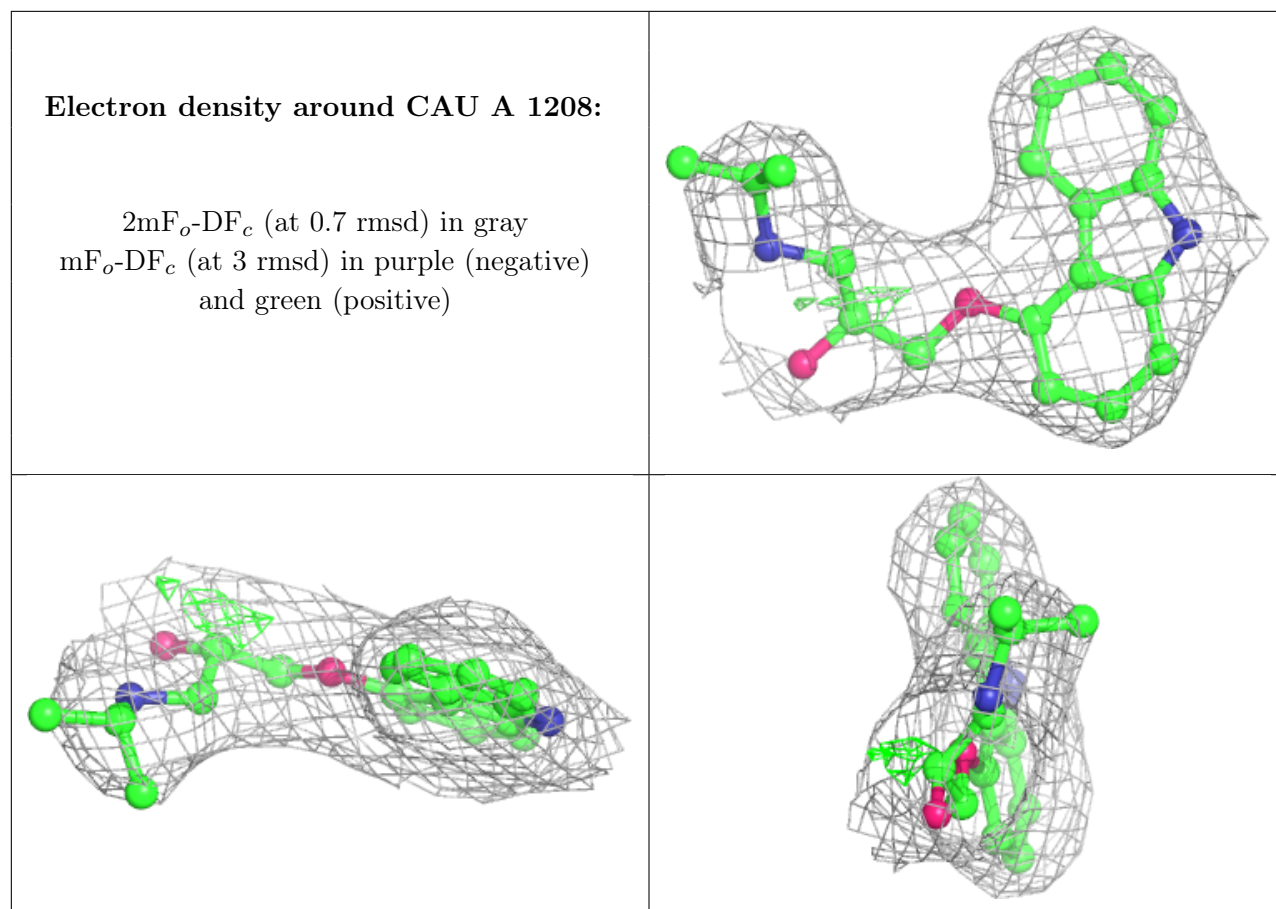 Electron density around CAU A 1208:
2mFo-DFc (at 0.7 rmsd) in gray
mFo-DFc (at 3 rmsd) in purple (negative)
and green (positive)